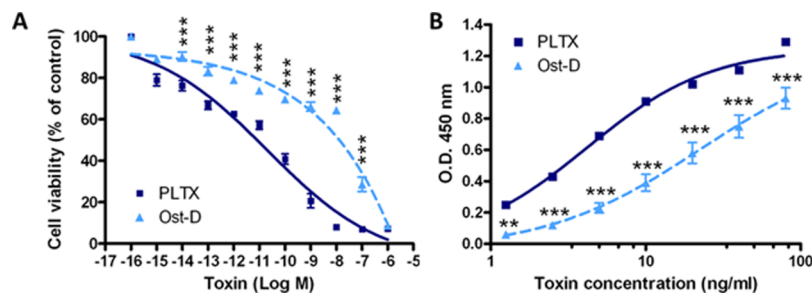 A
Cell viability (% of control)
100
80
60
40
20
0
***
***
***
***
***
***
***
***
PLTX
Ost-D
-17 -16 -15 -14 -13 -12 -11 -10 -9 -8 -7 -6 -5
Toxin (Log M)
B
O.D. 450 nm
1.4
1.2
1.0
0.8
0.6
0.4
0.2
0.0
PLTX
Ost-D
**
***
***
***
***
***
***
1 10 100
Toxin concentration (ng/ml)